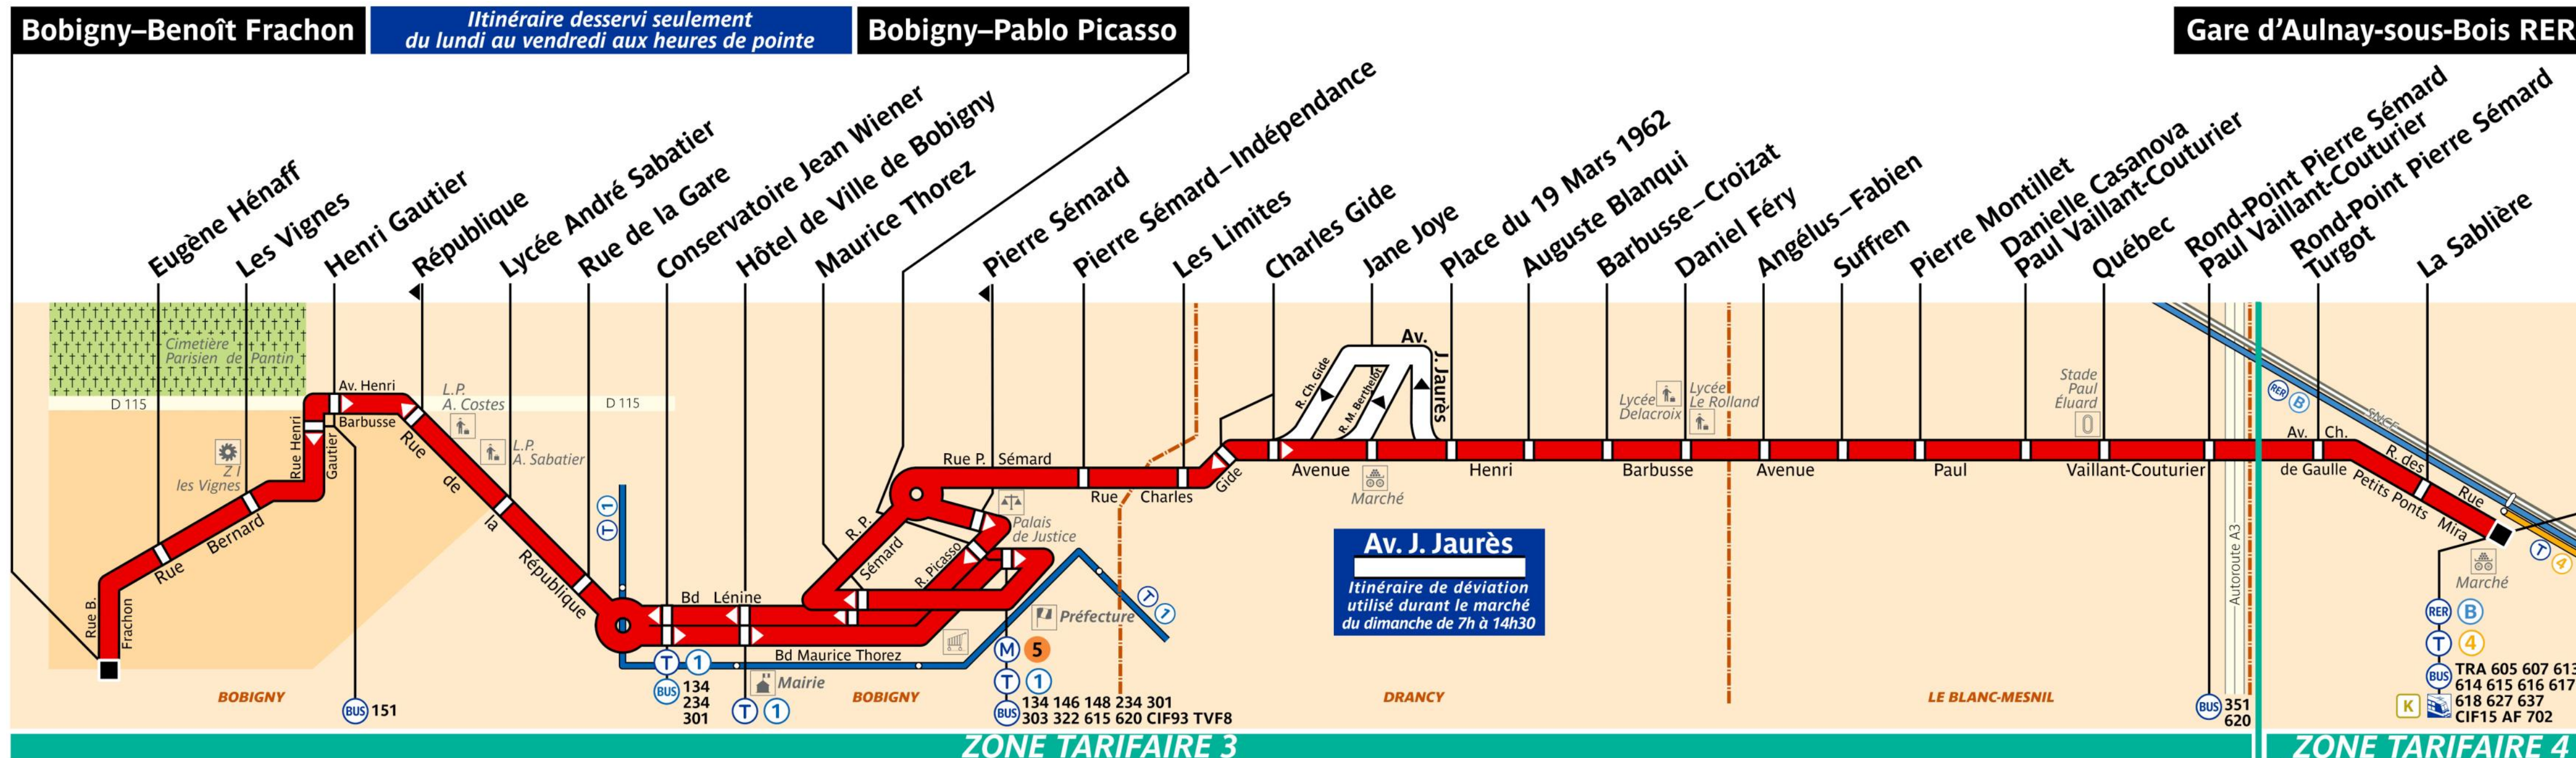 Bobigny–Benoît Frachon
IItinéraire desservi seulement
du lundi au vendredi aux heures de pointe
Bobigny–Pablo Picasso
Gare d'Aulnay-sous-Bois RER
Eugène Hénaff
Les Vignes
Henri Gautier
République
Lycée André Sabatier
Rue de la Gare
Conservatoire Jean Wiener
Hôtel de Ville de Bobigny
Maurice Thorez
Pierre Sémard
Pierre Sémard–Indépendance
Les Limites
Charles Gide
Jane Joye
Place du 19 Mars 1962
Auguste Blanqui
Barbusse–Croizat
Daniel Féry
Angélus–Fabien
Suffren
Pierre Montillet
Danielle Casanova
Paul Vaillant-Couturier
Québec
Rond-Point Pierre Sémard
Paul Vaillant-Couturier
Rond-Point Pierre Sémard
Turgot
La Sablière
Cimetière
Parisien de Pantin
D 115
Av. Henri
Barbusse
Rue Henri
Gautier
L.P.
A. Costes
D 115
L.P.
A. Sabatier
Z I
les Vignes
Rue Bernard
Rue B.
Frachon
Rue de la République
T 1
Bd Lénine
Bd Maurice Thorez
R. P.
Sémard
R. Picasso
Rue P. Sémard
Palais
de Justice
Préfecture
T 1
Mairie
Rue Charles
Gide
R. Ch. Gide
R. M. Berthelot
Av.
J. Jaurès
Avenue Henri Barbusse
Marché
Lycée
Delacroix
Lycée
Le Rolland
Avenue Paul Vaillant-Couturier
Stade
Paul
Éluard
RER B
SNCF
Av. Ch.
de Gaulle
R. des
Petits Ponts
Rue
Mira
T 4
Marché
Autoroute A3
Av. J. Jaurès
Itinéraire de déviation
utilisé durant le marché
du dimanche de 7h à 14h30
BUS 151
T 1
BUS 134
234
301
T 1
M 5
T 1
BUS 134 146 148 234 301
303 322 615 620 CIF93 TVF8
BUS 351
620
RER B
T 4
BUS TRA 605 607 613
614 615 616 617
K 618 627 637
CIF15 AF 702
BOBIGNY
BOBIGNY
DRANCY
LE BLANC-MESNIL
ZONE TARIFAIRE 3
ZONE TARIFAIRE 4